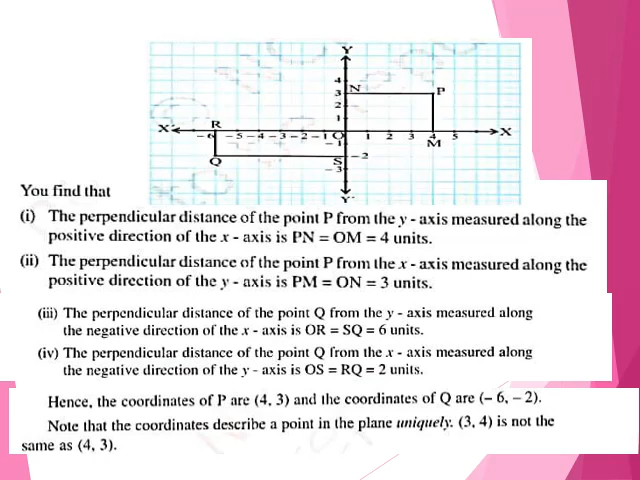 Y
4
3 N P
2
1
R
X' – 6 – 5 – 4 – 3 – 2 – 1 O 1 2 3 4 5 X
– 1 M
Q S – 2
– 3
Y'
You find that
(i) The perpendicular distance of the point P from the y - axis measured along the
positive direction of the x - axis is PN = OM = 4 units.
(ii) The perpendicular distance of the point P from the x - axis measured along the
positive direction of the y - axis is PM = ON = 3 units.
(iii) The perpendicular distance of the point Q from the y - axis measured along
the negative direction of the x - axis is OR = SQ = 6 units.
(iv) The perpendicular distance of the point Q from the x - axis measured along
the negative direction of the y - axis is OS = RQ = 2 units.
Hence, the coordinates of P are (4, 3) and the coordinates of Q are (– 6, – 2).
Note that the coordinates describe a point in the plane uniquely. (3, 4) is not the
same as (4, 3).